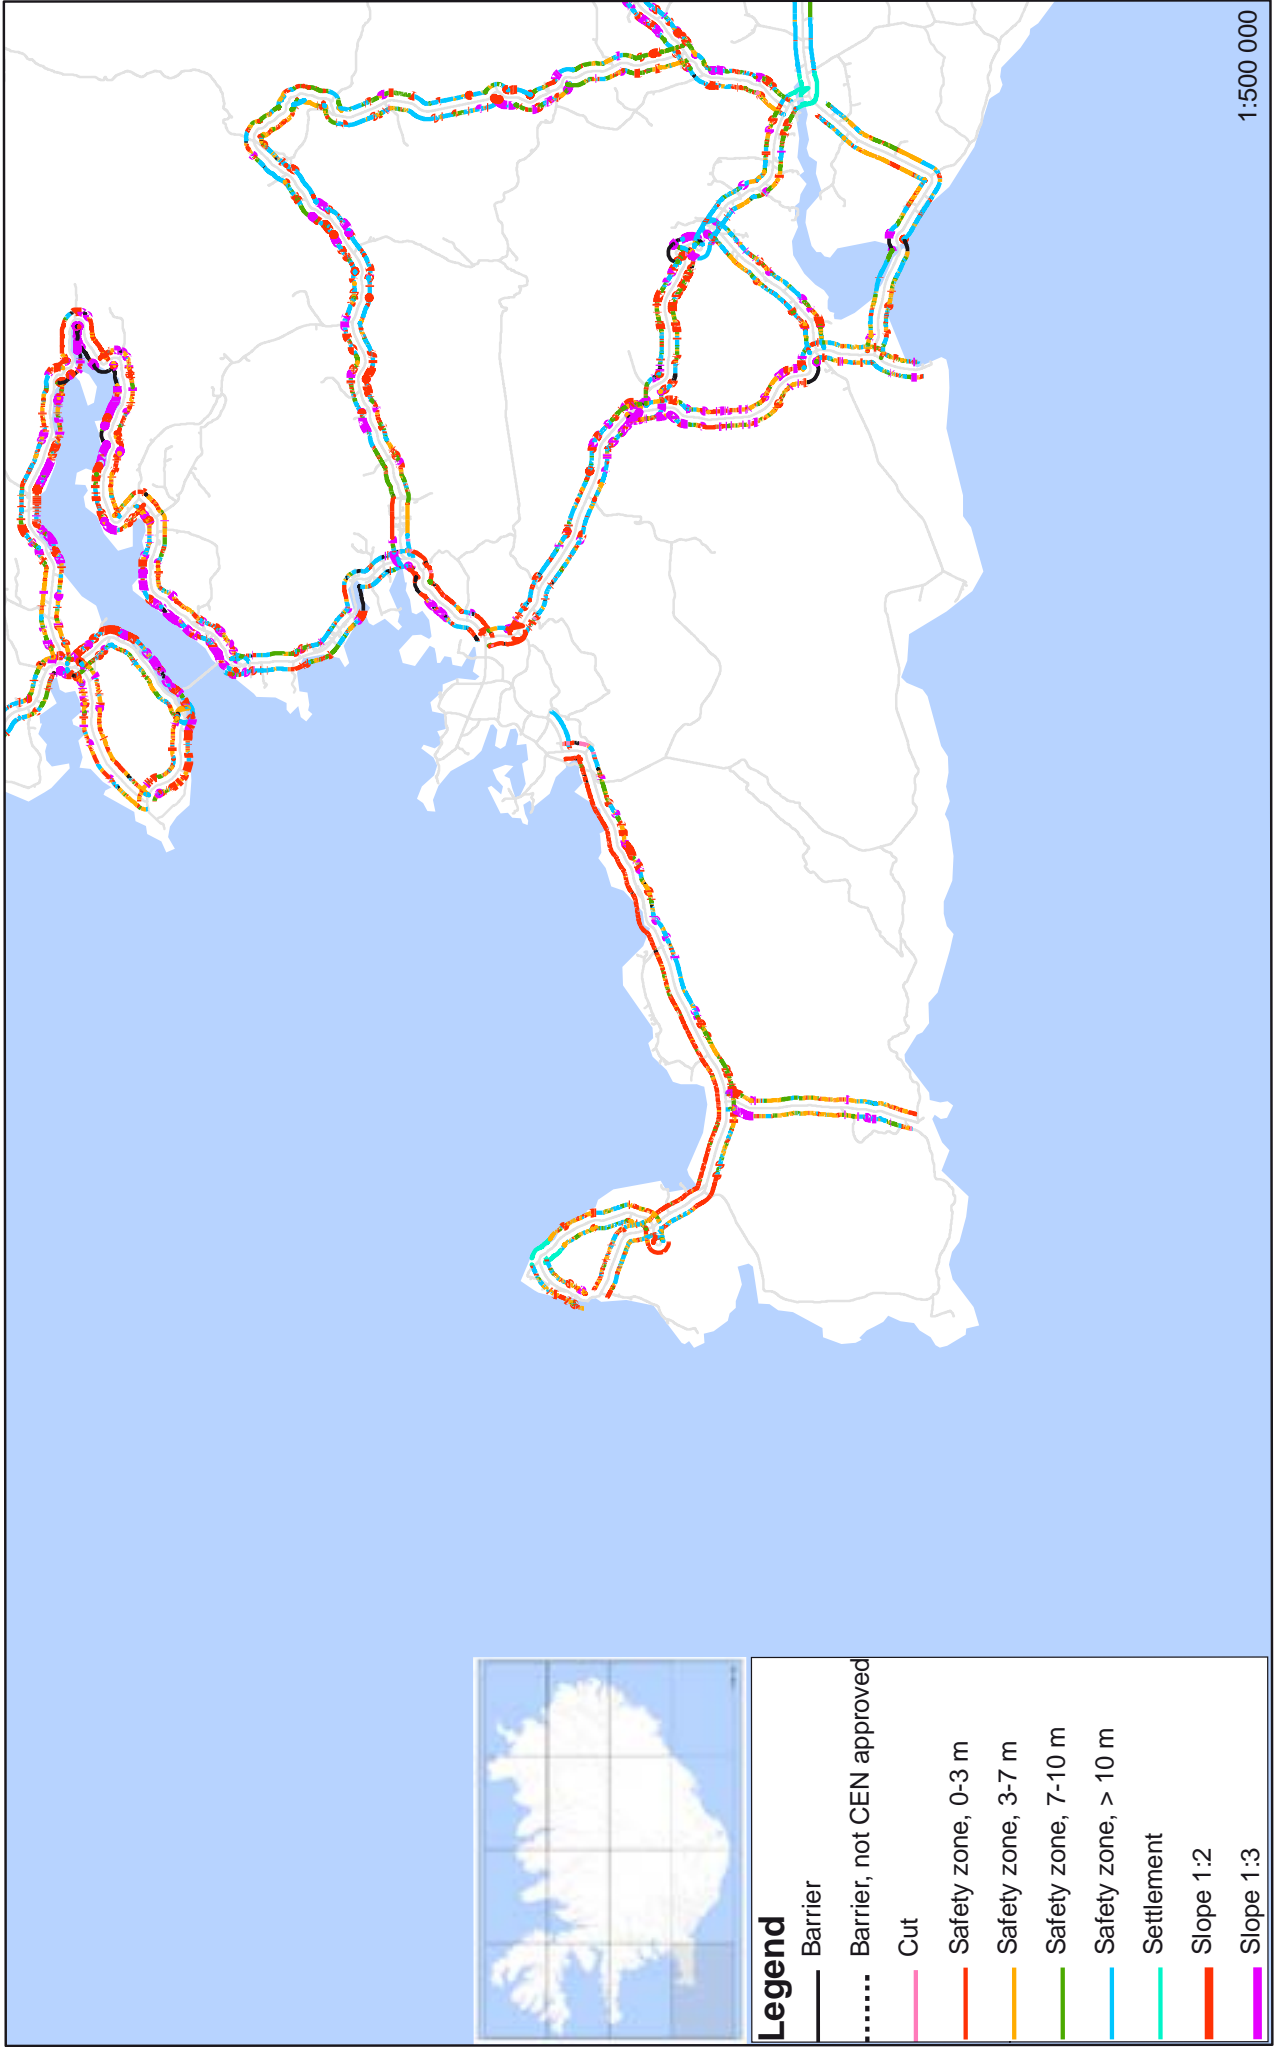 1:500 000
Legend
Barrier
Barrier, not CEN approved
Cut
Safety zone, 0-3 m
Safety zone, 3-7 m
Safety zone, 7-10 m
Safety zone, > 10 m
Settlement
Slope 1:2
Slope 1:3